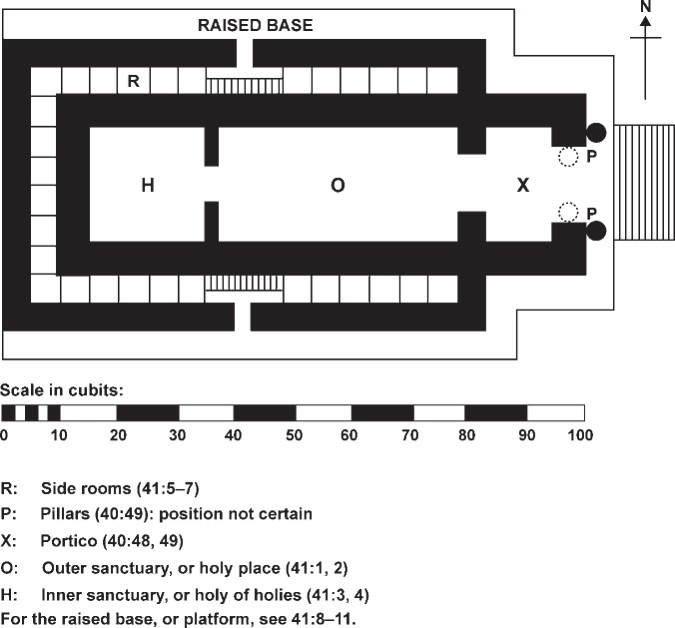 N
RAISED BASE
R
P
H
O
X
P
Scale in cubits:
0 10 20 30 40 50 60 70 80 90 100
R: Side rooms (41:5–7)
P: Pillars (40:49): position not certain
X: Portico (40:48, 49)
O: Outer sanctuary, or holy place (41:1, 2)
H: Inner sanctuary, or holy of holies (41:3, 4)
For the raised base, or platform, see 41:8–11.